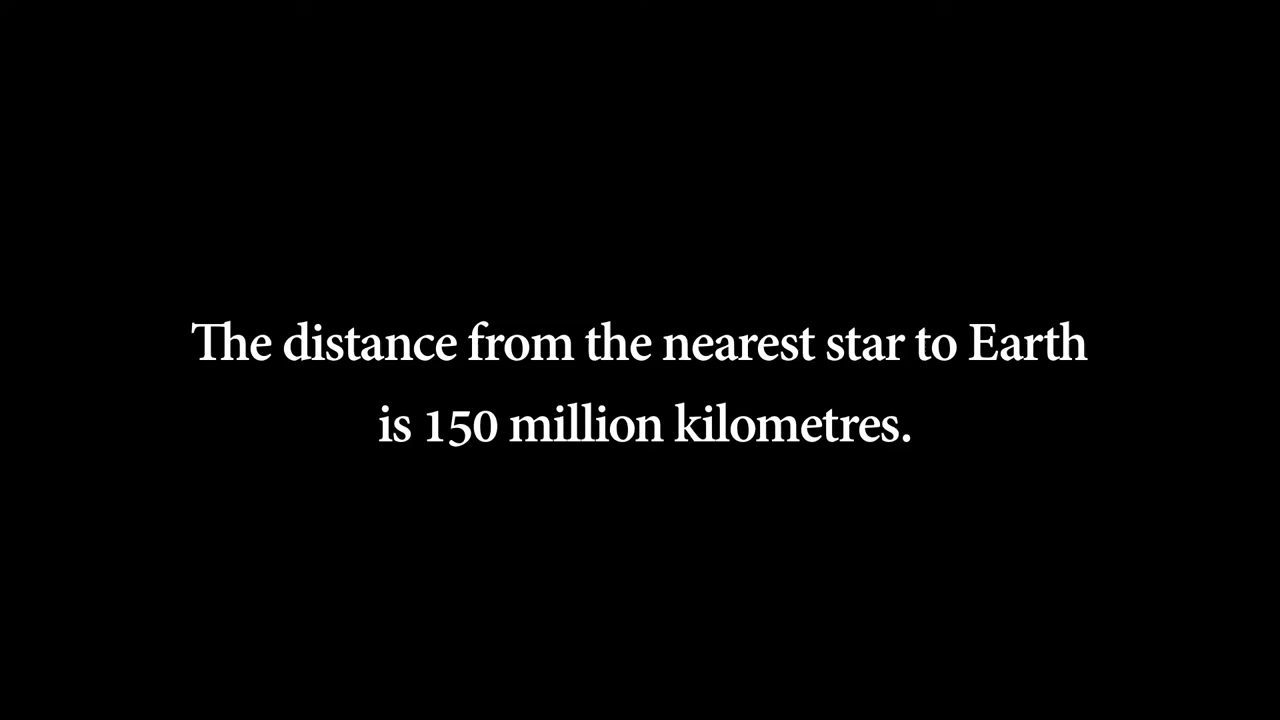 The distance from the nearest star to Earth
is 150 million kilometres.